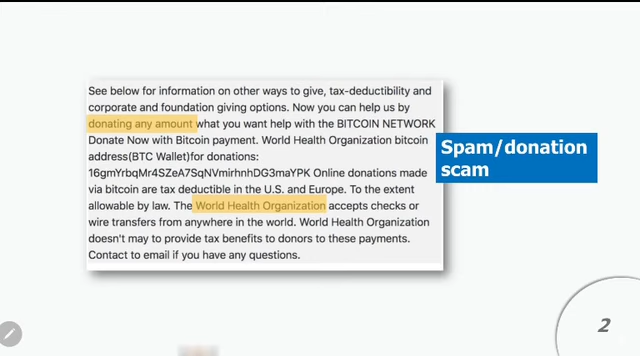 See below for information on other ways to give, tax-deductibility and
corporate and foundation giving options. Now you can help us by
donating any amount what you want help with the BITCOIN NETWORK
Donate Now with Bitcoin payment. World Health Organization bitcoin
address(BTC Wallet)for donations:
16gmYrbqMr4SZeA7SqNVmirhnhDG3maYPK Online donations made
via bitcoin are tax deductible in the U.S. and Europe. To the extent
allowable by law. The World Health Organization accepts checks or
wire transfers from anywhere in the world. World Health Organization
doesn't may to provide tax benefits to donors to these payments.
Contact to email if you have any questions.
Spam/donation
scam
2